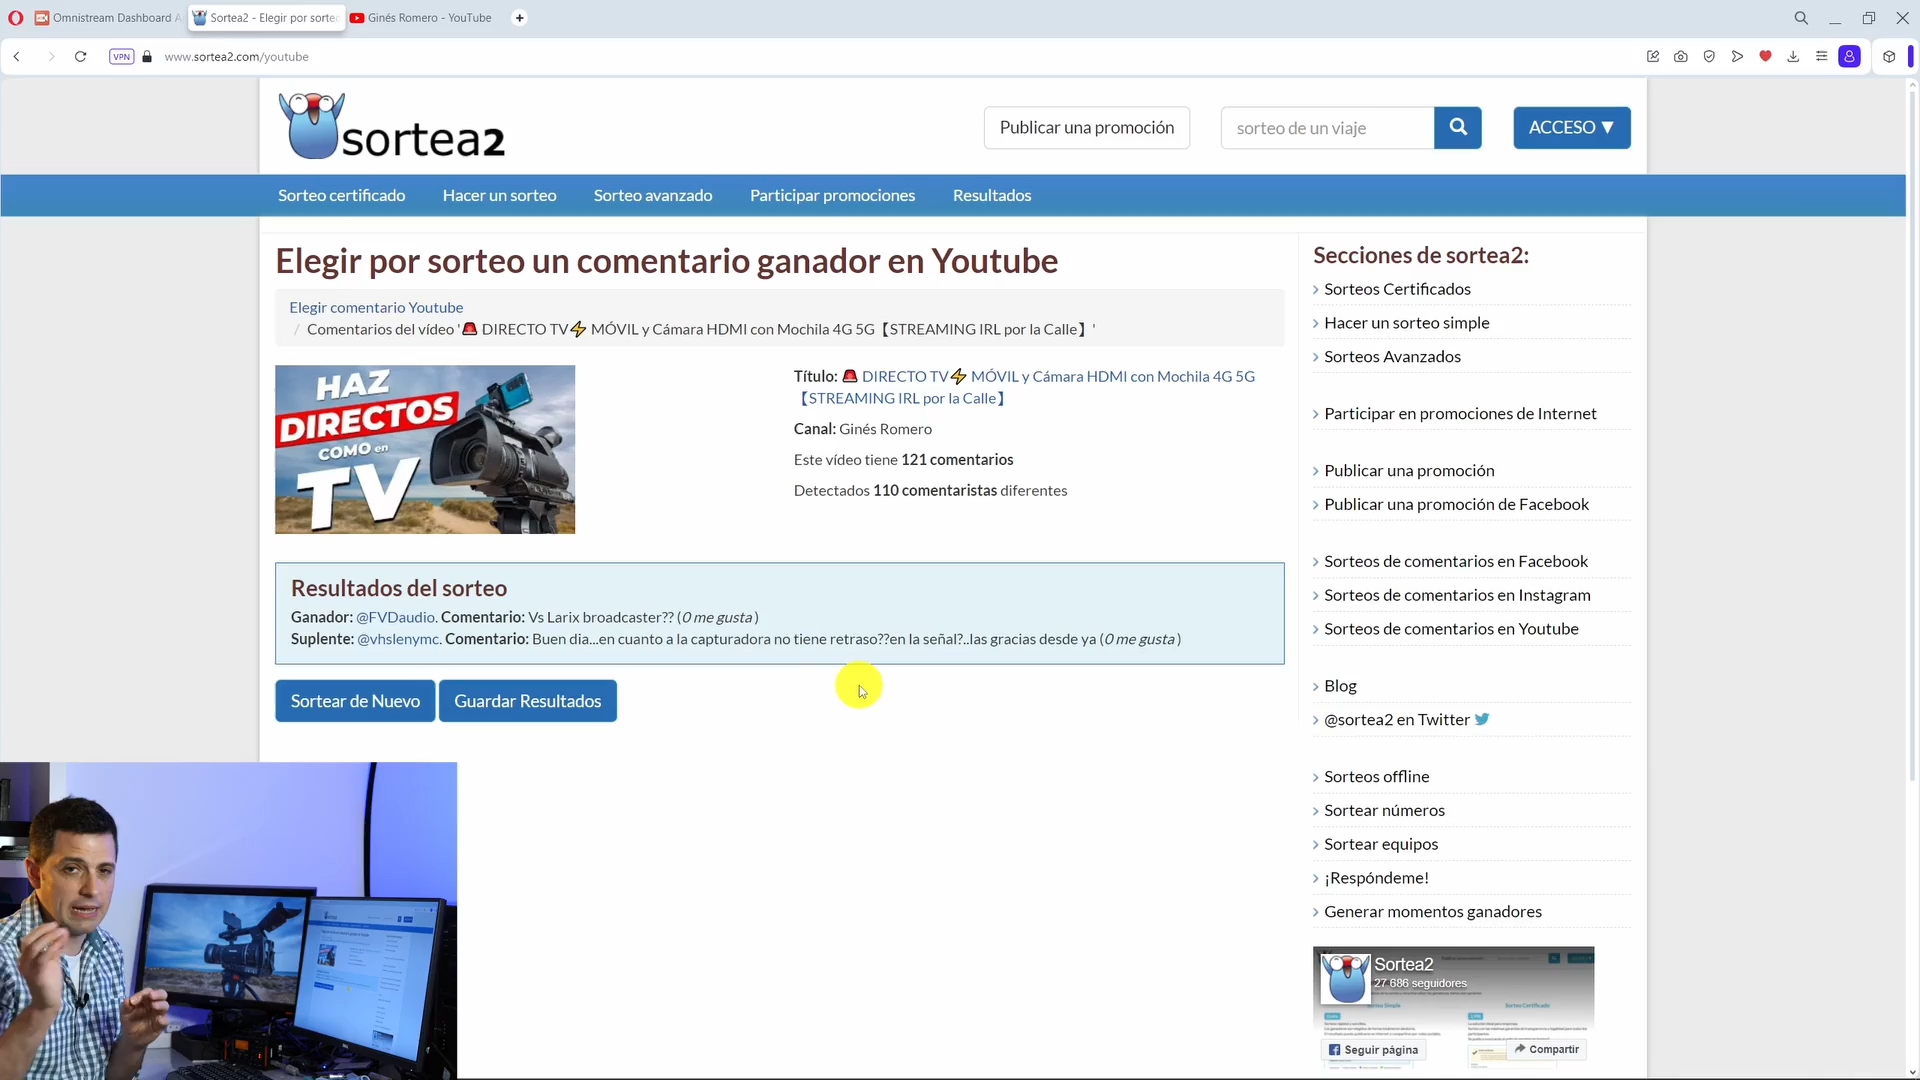 Omnistream Dashboard A
Sortea2 - Elegir por sorte
Ginés Romero - YouTube
VPN
www.sortea2.com/youtube
sortea2
Publicar una promoción
sorteo de un viaje
ACCESO ▼
Sorteo certificado
Hacer un sorteo
Sorteo avanzado
Participar promociones
Resultados
Elegir por sorteo un comentario ganador en Youtube
Elegir comentario Youtube
/ Comentarios del vídeo '🚨 DIRECTO TV⚡ MÓVIL y Cámara HDMI con Mochila 4G 5G【STREAMING IRL por la Calle】'
HAZ
DIRECTOS
COMO en
TV
Título: 🚨 DIRECTO TV⚡ MÓVIL y Cámara HDMI con Mochila 4G 5G
【STREAMING IRL por la Calle】
Canal: Ginés Romero
Este vídeo tiene 121 comentarios
Detectados 110 comentaristas diferentes
Resultados del sorteo
Ganador: @FVDaudio. Comentario: Vs Larix broadcaster?? (0 me gusta )
Suplente: @vhslenymc. Comentario: Buen dia...en cuanto a la capturadora no tiene retraso??en la señal?..las gracias desde ya (0 me gusta )
Sortear de Nuevo
Guardar Resultados
Secciones de sortea2:
Sorteos Certificados
Hacer un sorteo simple
Sorteos Avanzados
Participar en promociones de Internet
Publicar una promoción
Publicar una promoción de Facebook
Sorteos de comentarios en Facebook
Sorteos de comentarios en Instagram
Sorteos de comentarios en Youtube
Blog
@sortea2 en Twitter
Sorteos offline
Sortear números
Sortear equipos
¡Respóndeme!
Generar momentos ganadores
Sortea2
27 686 seguidores
Seguir página
Compartir